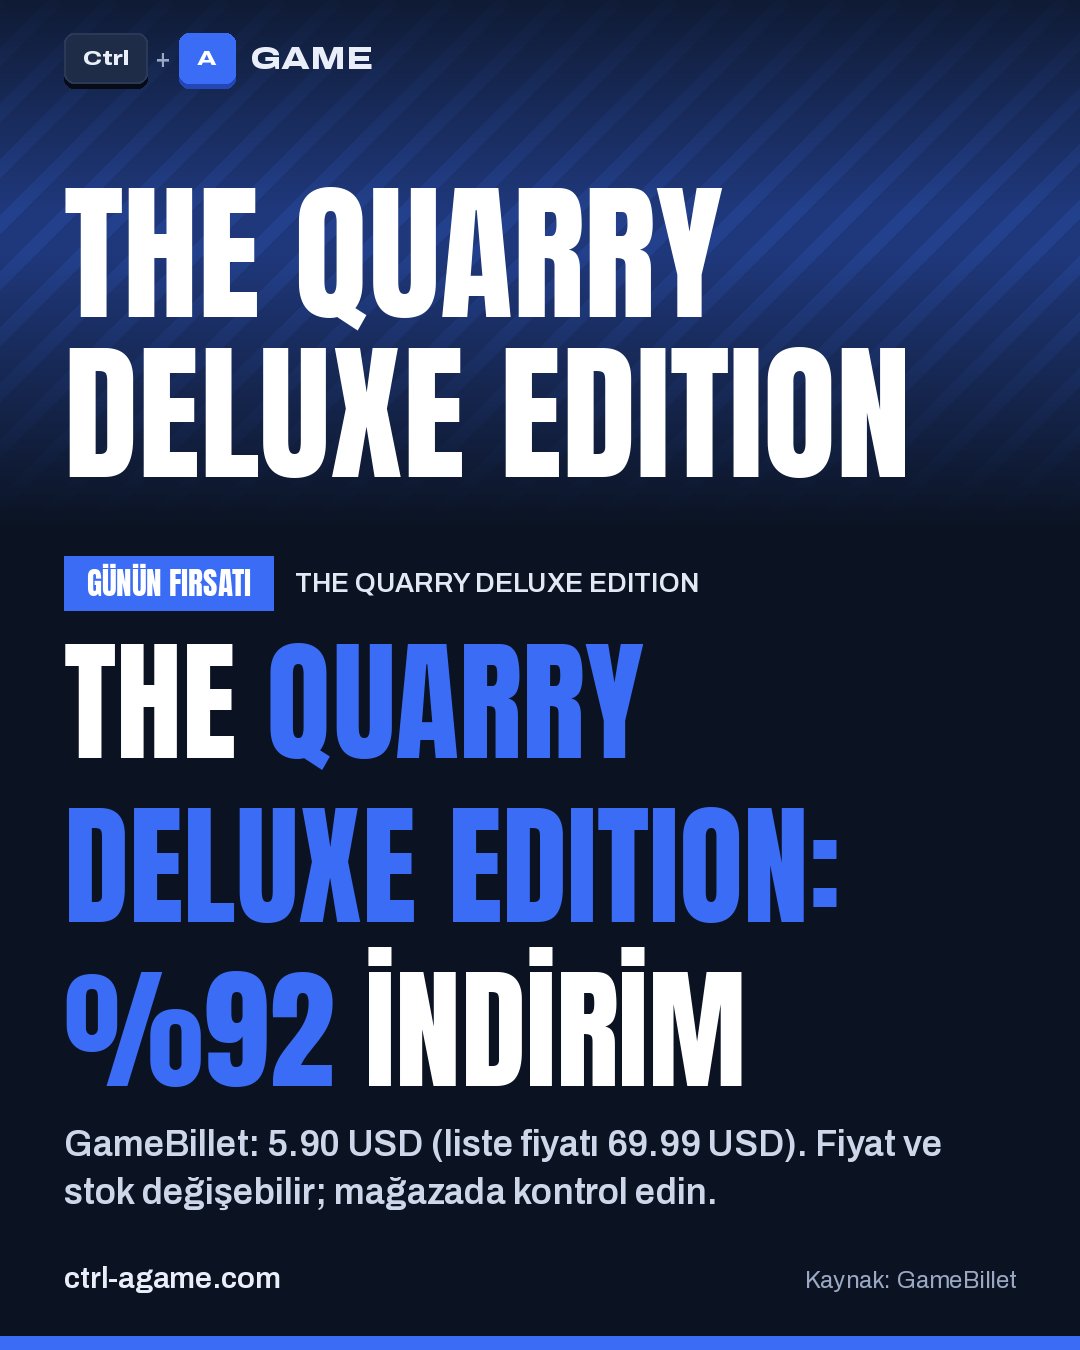 Ctrl + A GAME
THE QUARRY
DELUXE EDITION
GÜNÜN FIRSATI THE QUARRY DELUXE EDITION
THE QUARRY
DELUXE EDITION:
%92 İNDİRİM
GameBillet: 5.90 USD (liste fiyatı 69.99 USD). Fiyat ve
stok değişebilir; mağazada kontrol edin.
ctrl-agame.com Kaynak: GameBillet